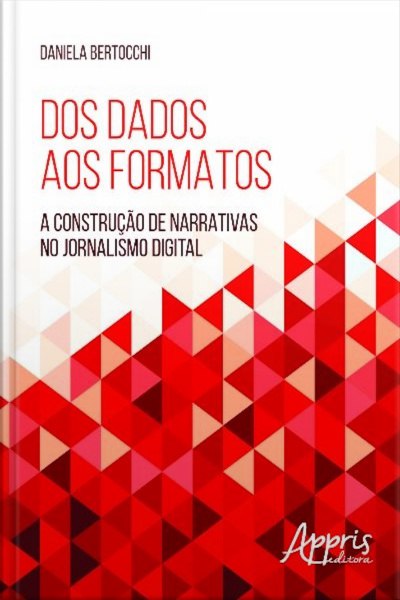 DANIELA BERTOCCHI
DOS DADOS
AOS FORMATOS
A CONSTRUÇÃO DE NARRATIVAS
NO JORNALISMO DIGITAL
Appris
editora